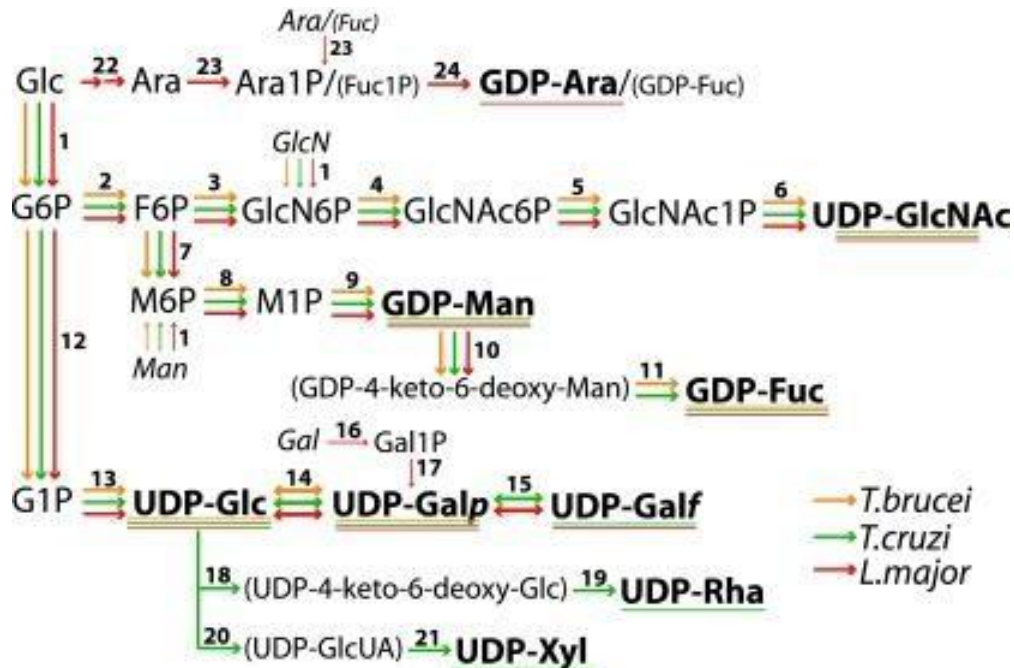 Ara/(Fuc)
23
Glc 22 Ara 23 Ara1P/(Fuc1P) 24 GDP-Ara/(GDP-Fuc)
1
GlcN
1
G6P 2 F6P 3 GlcN6P 4 GlcNAc6P 5 GlcNAc1P 6 UDP-GlcNAc
7
M6P 8 M1P 9 GDP-Man
12
1
Man
10
(GDP-4-keto-6-deoxy-Man) 11 GDP-Fuc
Gal 16 Gal1P
17
G1P 13 UDP-Glc 14 UDP-Galp 15 UDP-Galf
T.brucei
T.cruzi
L.major
18 (UDP-4-keto-6-deoxy-Glc) 19 UDP-Rha
20 (UDP-GlcUA) 21 UDP-Xyl